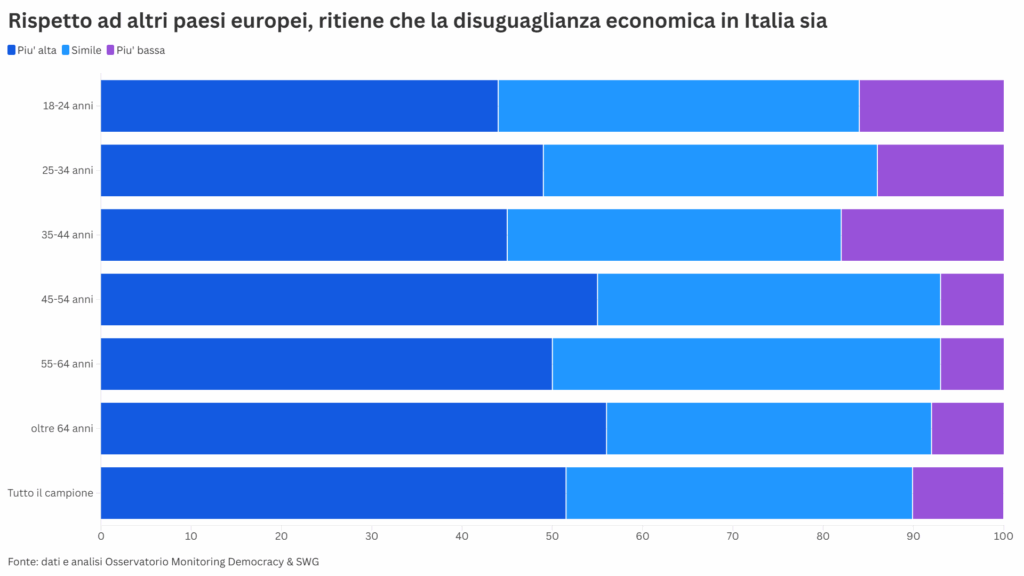 Rispetto ad altri paesi europei, ritiene che la disuguaglianza economica in Italia sia
Piu' alta Simile Piu' bassa
18-24 anni
25-34 anni
35-44 anni
45-54 anni
55-64 anni
oltre 64 anni
Tutto il campione
0 10 20 30 40 50 60 70 80 90 100
Fonte: dati e analisi Osservatorio Monitoring Democracy & SWG